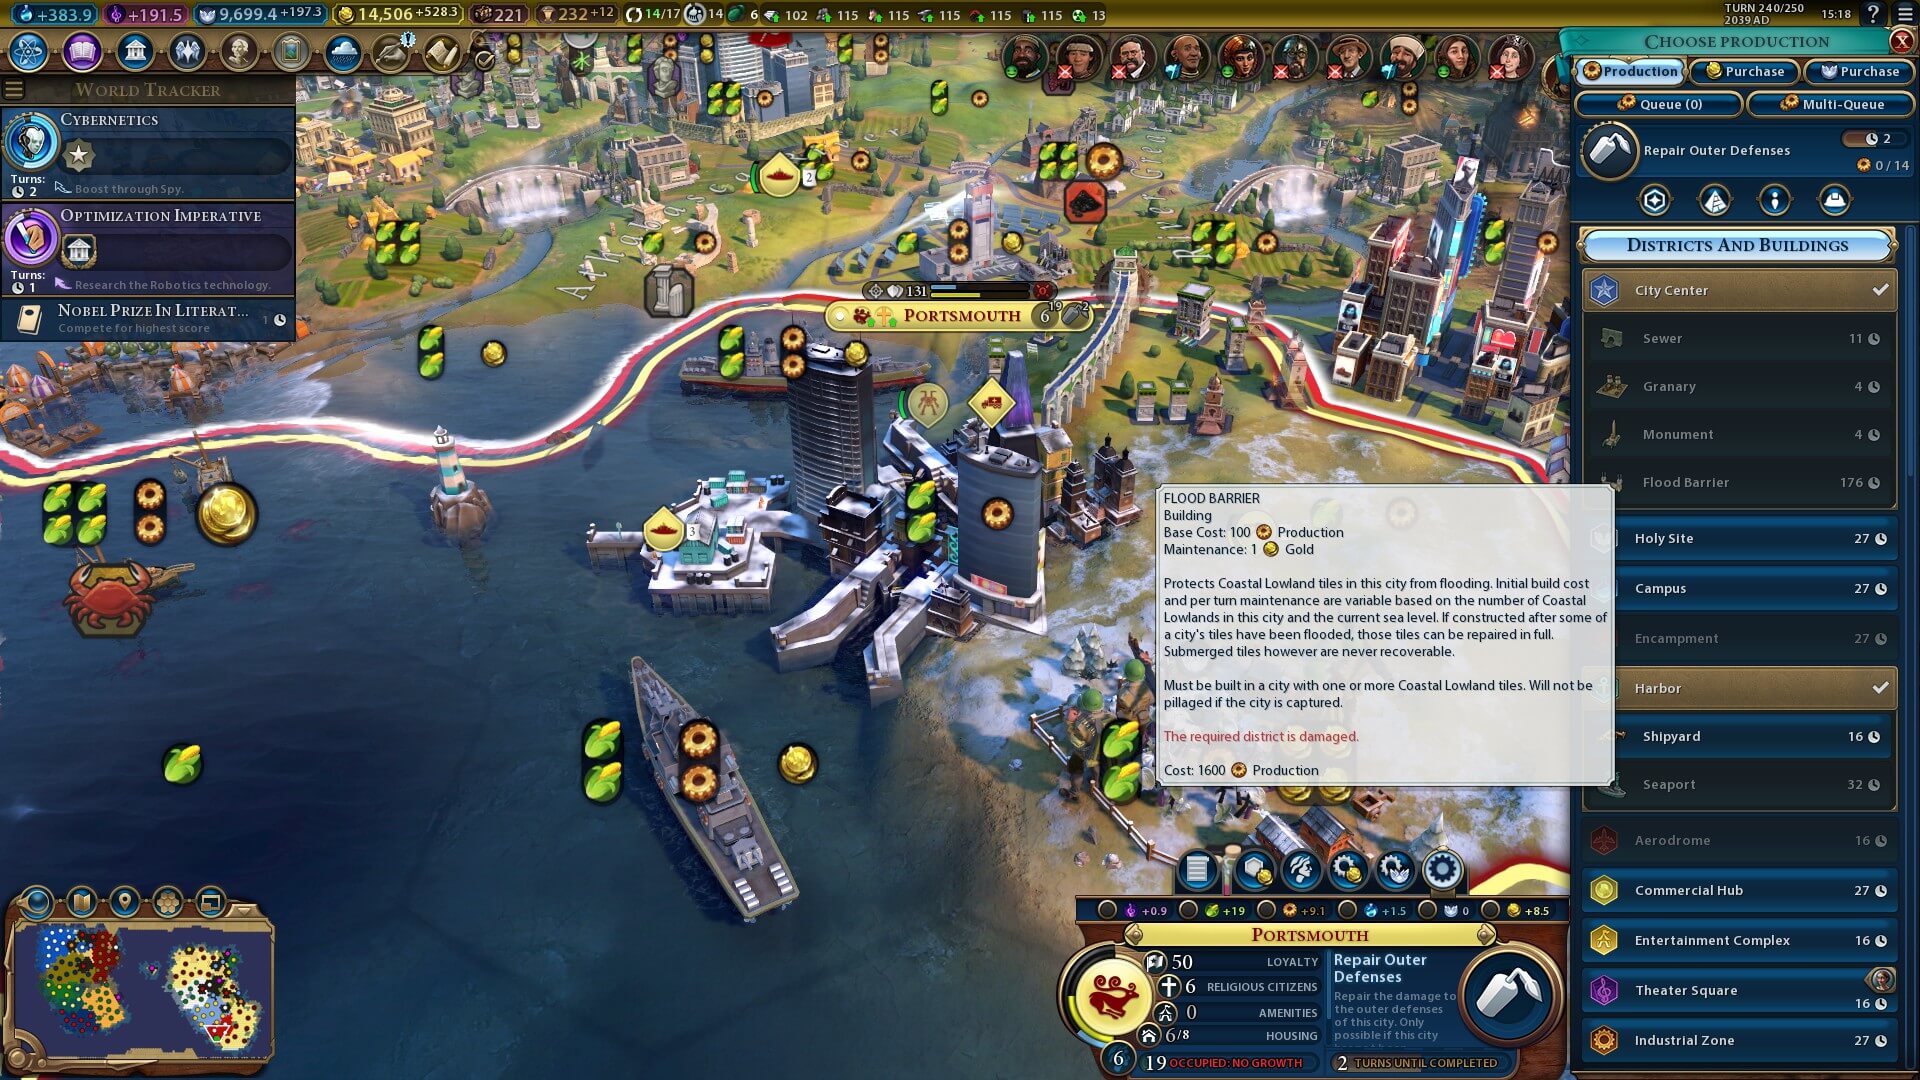 +383.9 +191.5 9,699.4 +197.3 14,506 +528.3 221 232 +12 14/17 14 6 102 115 115 115 115 115 13
TURN 240/250
2039 AD
15:18
?
WORLD TRACKER
CYBERNETICS
Turns:
2
Boost through Spy.
OPTIMIZATION IMPERATIVE
Turns:
1
Research the Robotics technology.
NOBEL PRIZE IN LITERAT...
Compete for highest score
1
2
131
PORTSMOUTH
6
19
2
3
FLOOD BARRIER
Building
Base Cost: 100 Production
Maintenance: 1 Gold
Protects Coastal Lowland tiles in this city from flooding. Initial build cost
and per turn maintenance are variable based on the number of Coastal
Lowlands in this city and the current sea level. If constructed after some of
a city's tiles have been flooded, those tiles can be repaired in full.
Submerged tiles however are never recoverable.
Must be built in a city with one or more Coastal Lowland tiles. Will not be
pillaged if the city is captured.
The required district is damaged.
Cost: 1600 Production
CHOOSE PRODUCTION
X
Production Purchase Purchase
Queue (0) Multi-Queue
Repair Outer Defenses
2
0 / 14
DISTRICTS AND BUILDINGS
City Center
Sewer 11
Granary 4
Monument 4
Flood Barrier 176
Holy Site 27
Campus 27
Encampment 27
Harbor
Shipyard 16
Seaport 32
Aerodrome 16
Commercial Hub 27
Entertainment Complex 16
Theater Square
16
Industrial Zone 27
+0.9 +19 +9.1 +1.5 0 +8.5
PORTSMOUTH
50 LOYALTY
6 RELIGIOUS CITIZENS
0 AMENITIES
6/8 HOUSING
6
19 OCCUPIED: NO GROWTH
Repair Outer
Defenses
Repair the damage to
the outer defenses
of this city. Only
possible if this city
2 TURNS UNTIL COMPLETED